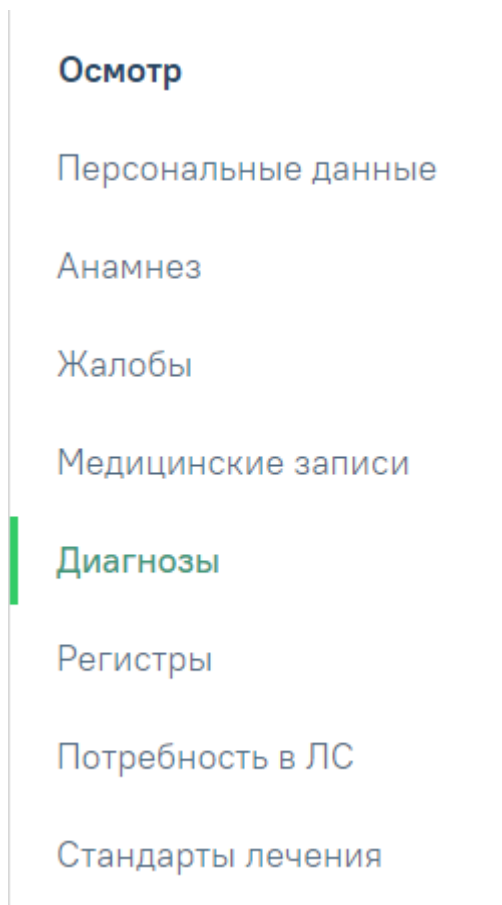 Осмотр
Персональные данные
Анамнез
Жалобы
Медицинские записи
Диагнозы
Регистры
Потребность в ЛС
Стандарты лечения